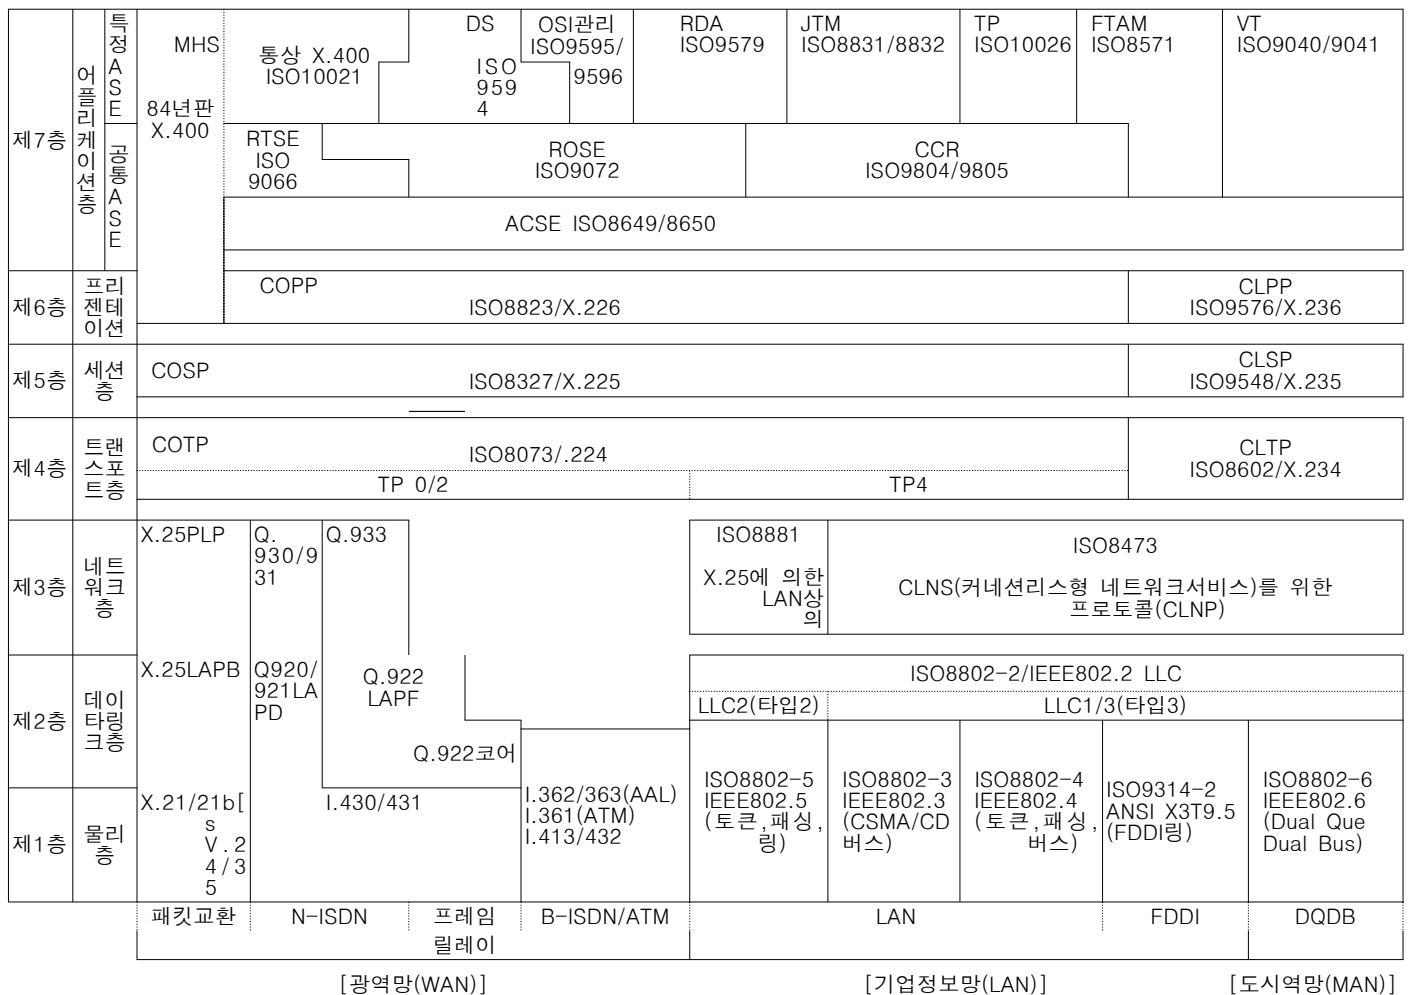 제7층
어플리케이션층
특정ASE
공통ASE
MHS
84년판
X.400
통상 X.400
ISO10021
DS
ISO
959
4
OSI관리
ISO9595/
9596
RDA
ISO9579
JTM
ISO8831/8832
TP
ISO10026
FTAM
ISO8571
VT
ISO9040/9041
RTSE
ISO
9066
ROSE
ISO9072
CCR
ISO9804/9805
ACSE ISO8649/8650
제6층
프리
젠테
이션
COPP
ISO8823/X.226
CLPP
ISO9576/X.236
제5층
세션
층
COSP
ISO8327/X.225
CLSP
ISO9548/X.235
제4층
트랜
스포
트층
COTP
ISO8073/.224
TP 0/2
TP4
CLTP
ISO8602/X.234
제3층
네트
워크
층
X.25PLP
Q.
930/9
31
Q.933
ISO8881
X.25에 의한
LAN상
의
ISO8473
CLNS(커네션리스형 네트워크서비스)를 위한
프로토콜(CLNP)
제2층
데이
타링
크층
X.25LAPB
Q920/
921LA
PD
Q.922
LAPF
Q.922코어
ISO8802-2/IEEE802.2 LLC
LLC2(타입2)
LLC1/3(타입3)
제1층
물리
층
X.21/21b[
s
V.2
4/3
5
I.430/431
I.362/363(AAL)
I.361(ATM)
I.413/432
ISO8802-5
IEEE802.5
(토큰,패싱,
링)
ISO8802-3
IEEE802.3
(CSMA/CD
버스)
ISO8802-4
IEEE802.4
(토큰,패싱,
버스)
ISO9314-2
ANSI X3T9.5
(FDDI링)
ISO8802-6
IEEE802.6
(Dual Que
Dual Bus)
패킷교환
N-ISDN
프레임
릴레이
B-ISDN/ATM
LAN
FDDI
DQDB
[광역망(WAN)]
[기업정보망(LAN)]
[도시역망(MAN)]